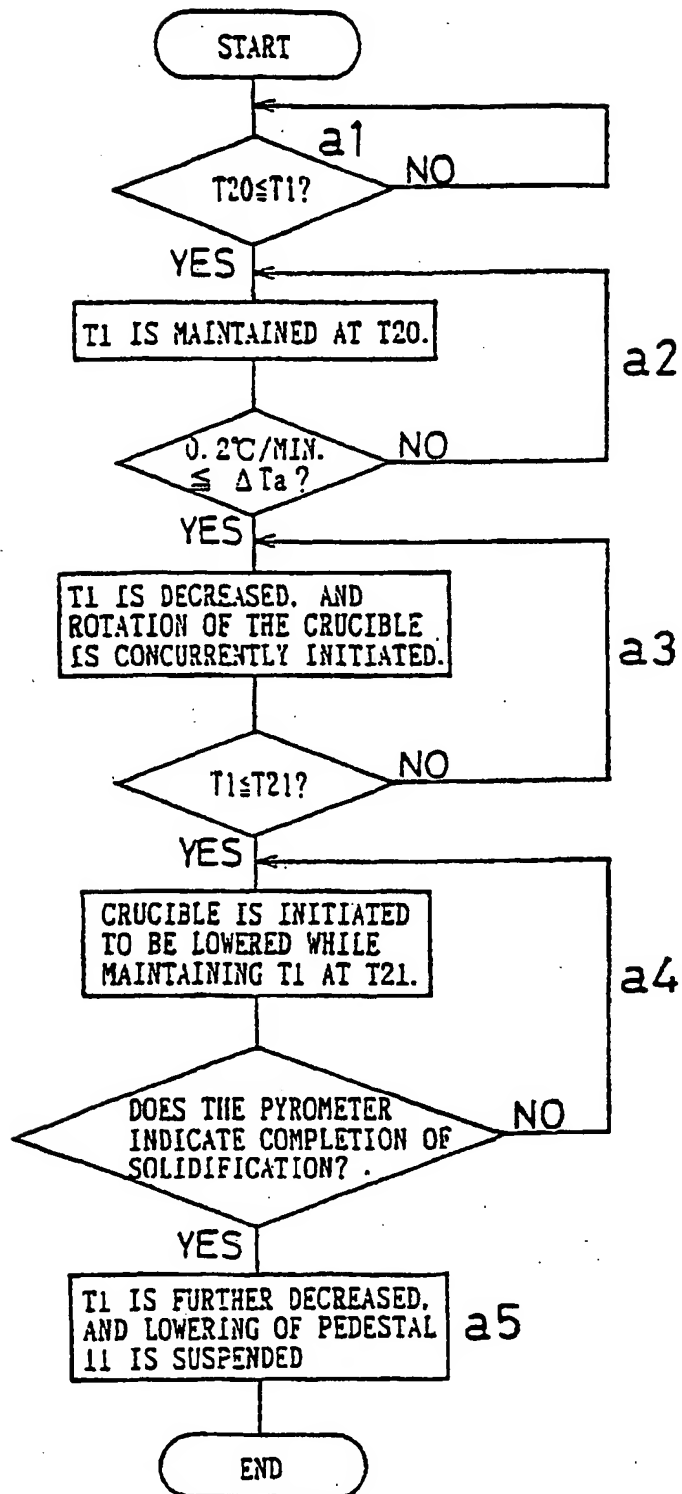 START
a1
T20≦T1?
NO
YES
T1 IS MAINTAINED AT T20.
a2
0.2℃/MIN.
≦ ΔTa?
NO
YES
T1 IS DECREASED, AND
ROTATION OF THE CRUCIBLE
IS CONCURRENTLY INITIATED.
a3
T1≦T21?
NO
YES
CRUCIBLE IS INITIATED
TO BE LOWERED WHILE
MAINTAINING T1 AT T21.
a4
DOES THE PYROMETER
INDICATE COMPLETION OF
SOLIDIFICATION?
NO
YES
T1 IS FURTHER DECREASED,
AND LOWERING OF PEDESTAL
11 IS SUSPENDED
a5
END